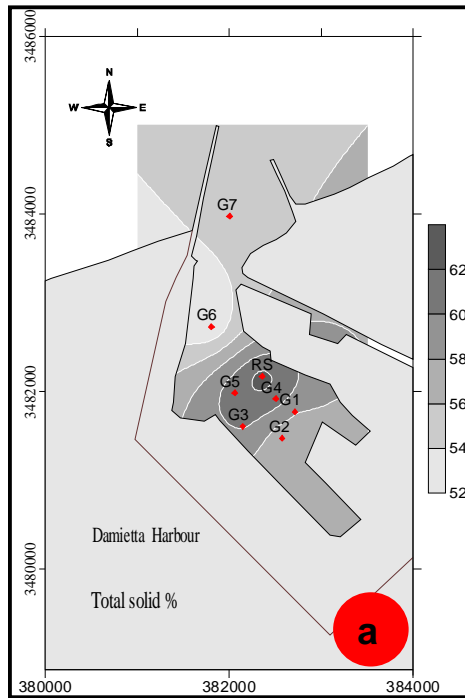 3486000
3484000
3482000
3480000
N
W E
S
G7
G6
RS
G5
G4
G1
G3
G2
Damietta Harbour
Total solid %
a
62
60
58
56
54
52
380000 382000 384000